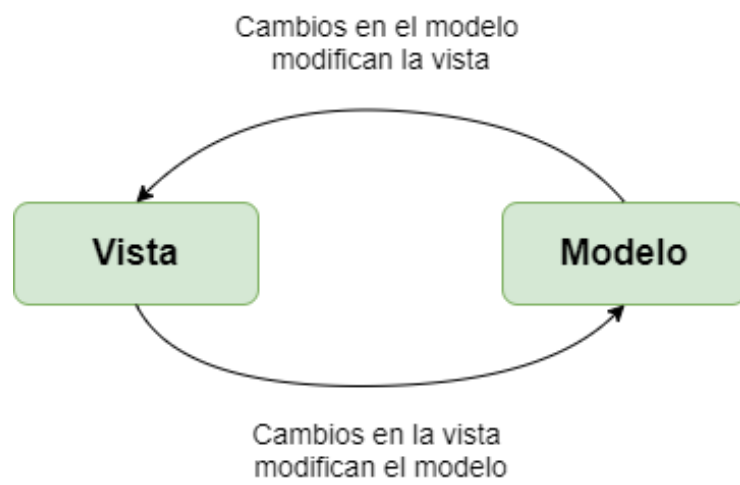 Cambios en el modelo
modifican la vista
Vista
Modelo
Cambios en la vista
modifican el modelo